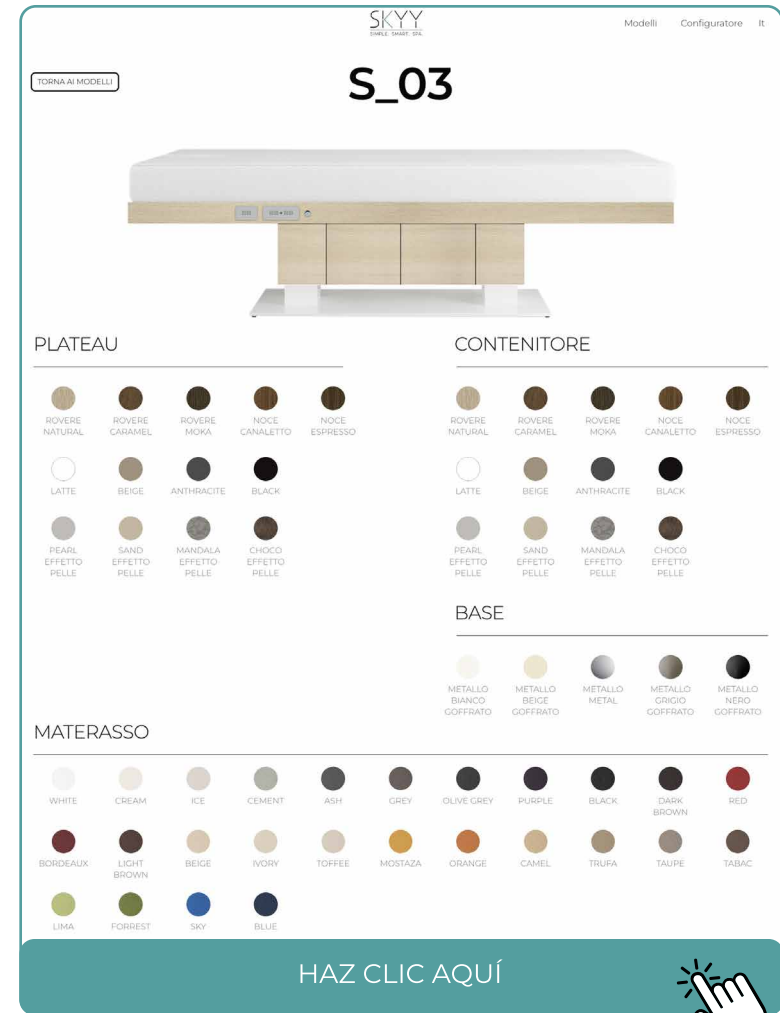 SKYY
SIMPLE. SMART. SPA.
Modelli Configuratore It
TORNA AI MODELLI
S_03
PLATEAU
ROVERE NATURAL
ROVERE CARAMEL
ROVERE MOKA
NOCE CANALETTO
NOCE ESPRESSO
LATTE
BEIGE
ANTHRACITE
BLACK
PEARL EFFETTO PELLE
SAND EFFETTO PELLE
MANDALA EFFETTO PELLE
CHOCO EFFETTO PELLE
CONTENITORE
ROVERE NATURAL
ROVERE CARAMEL
ROVERE MOKA
NOCE CANALETTO
NOCE ESPRESSO
LATTE
BEIGE
ANTHRACITE
BLACK
PEARL EFFETTO PELLE
SAND EFFETTO PELLE
MANDALA EFFETTO PELLE
CHOCO EFFETTO PELLE
BASE
METALLO BIANCO GOFFRATO
METALLO BEIGE GOFFRATO
METALLO METAL
METALLO GRIGIO GOFFRATO
METALLO NERO GOFFRATO
MATERASSO
WHITE
CREAM
ICE
CEMENT
ASH
GREY
OLIVE GREY
PURPLE
BLACK
DARK BROWN
RED
BORDEAUX
LIGHT BROWN
BEIGE
IVORY
TOFFEE
MOSTAZA
ORANGE
CAMEL
TRUFA
TAUPE
TABAC
LIMA
FORREST
SKY
BLUE
HAZ CLIC AQUÍ